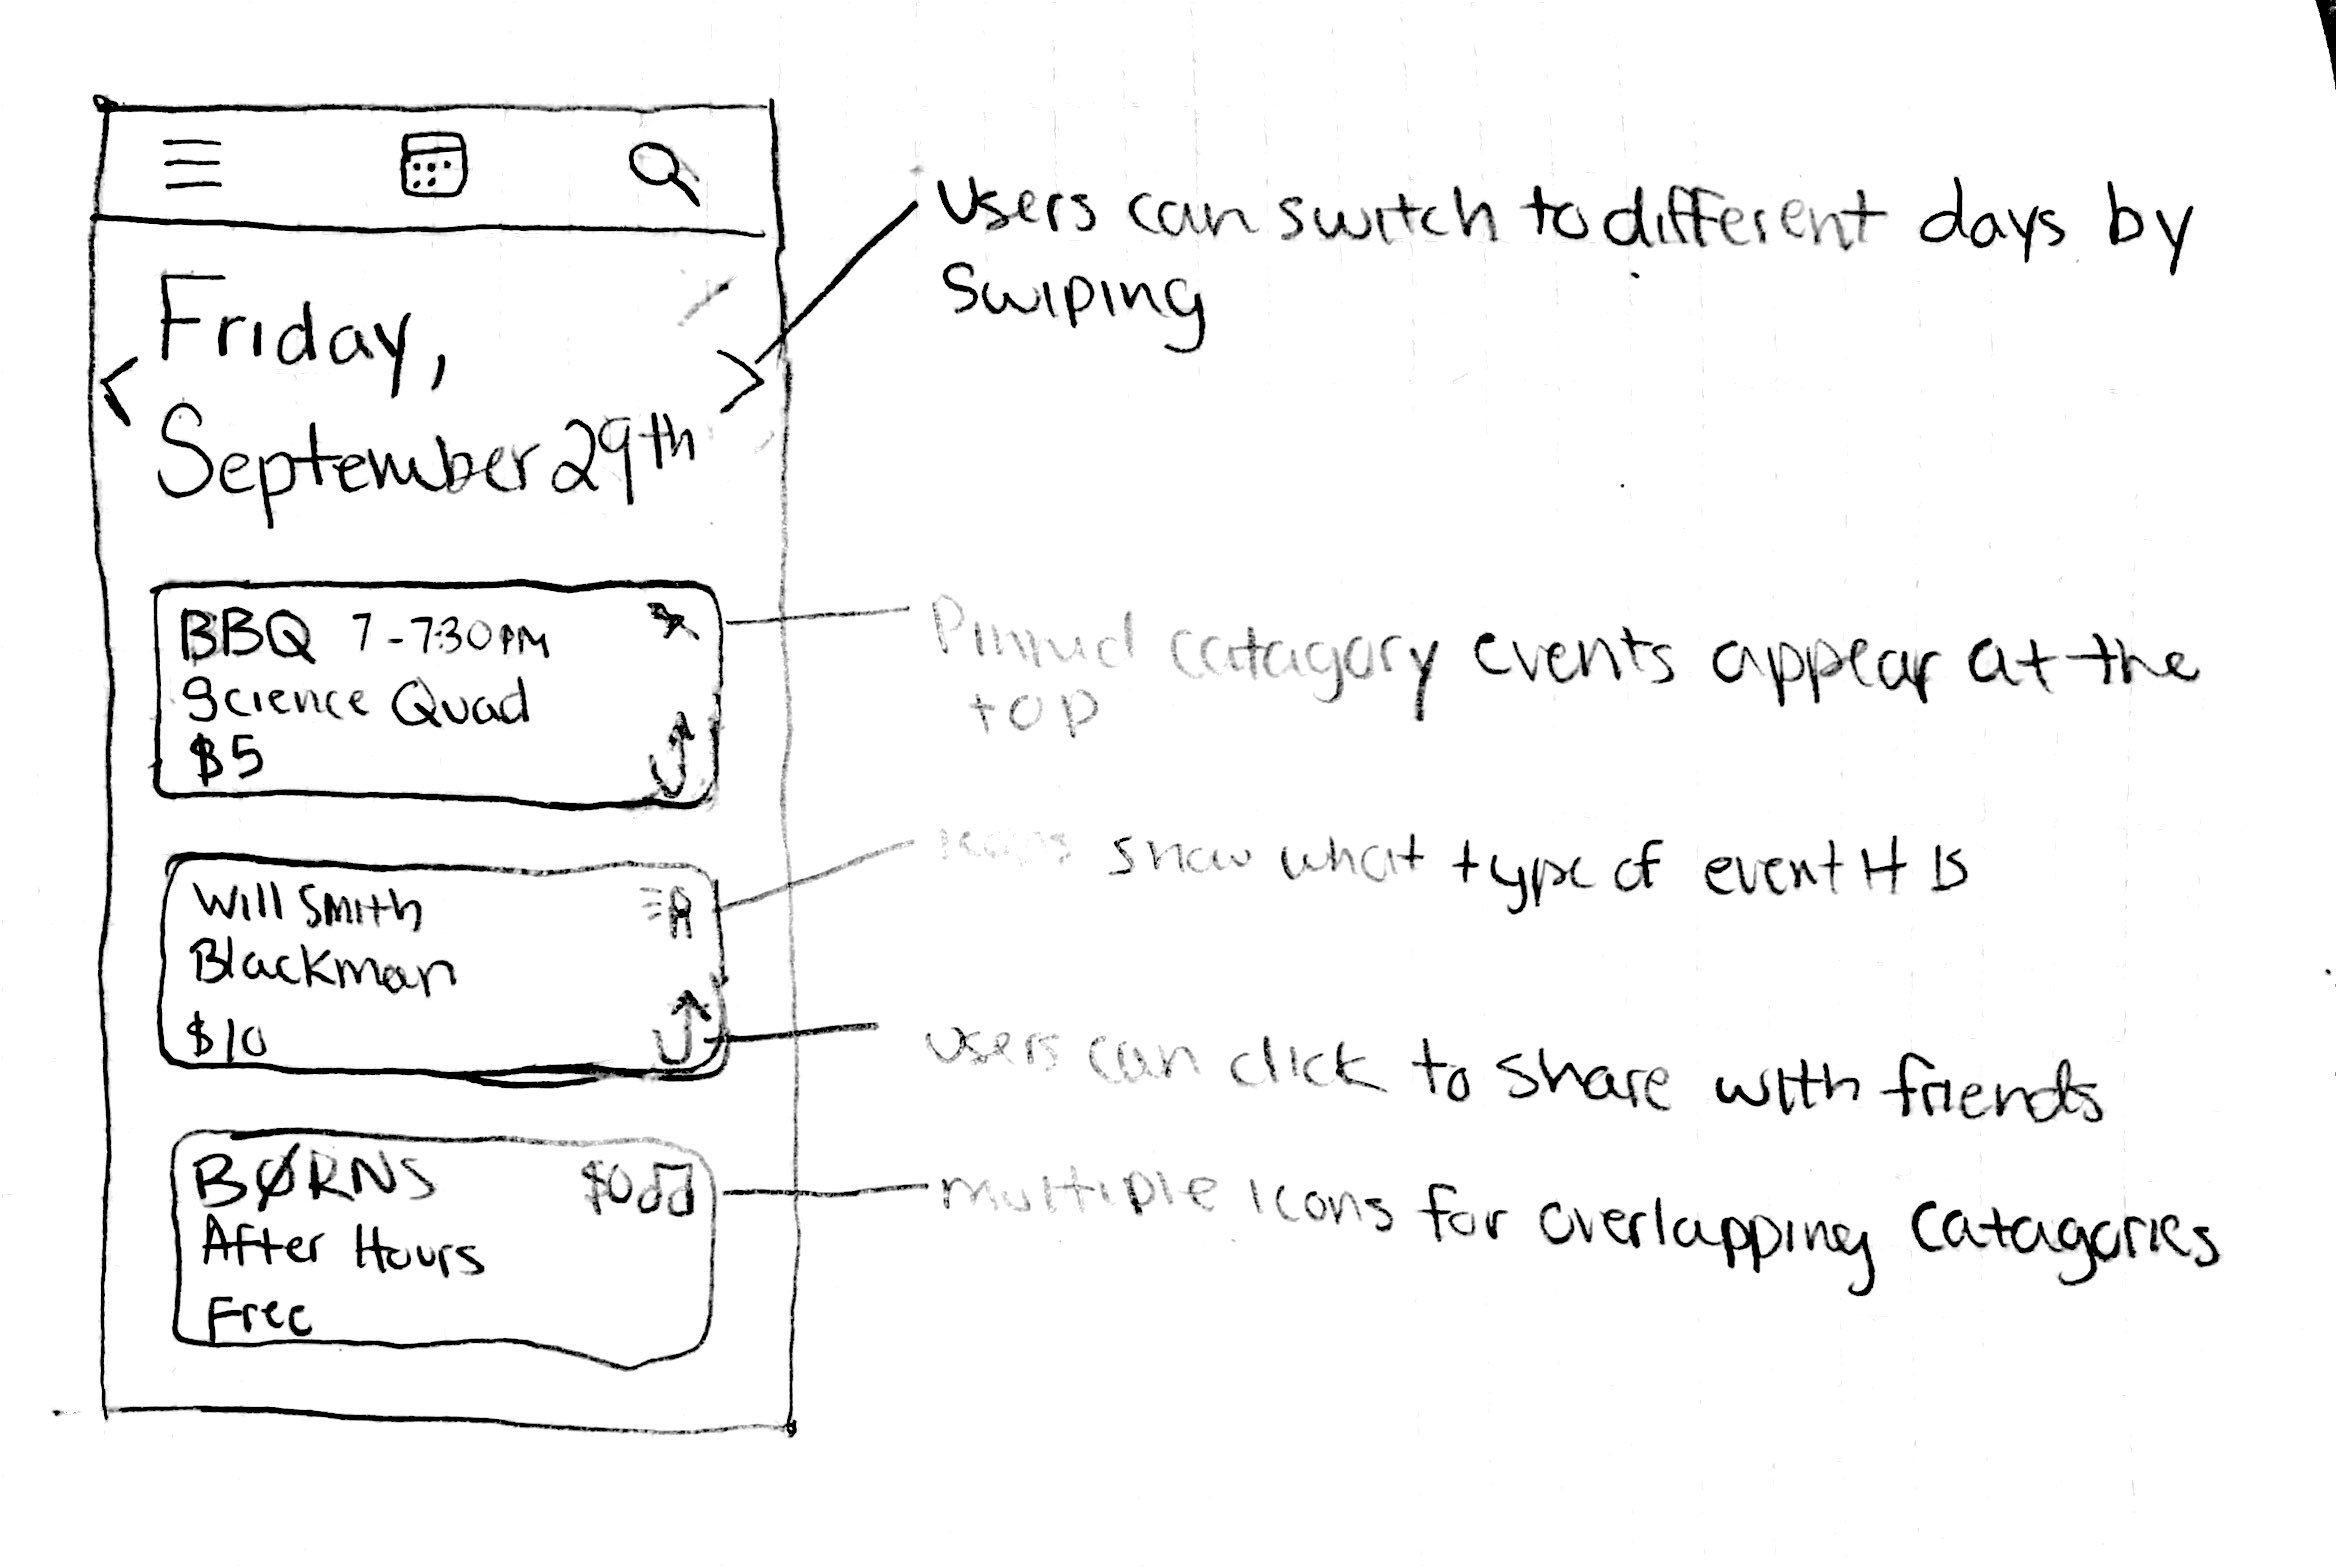 Friday,
September 29th
Users can switch to different days by
Swiping
BBQ 7-7:30PM
Science Quad
$5
Pinned catagory events appear at the
top
Will Smith
Blackman
$10
Icons show what type of event it is
users can click to share with friends
BØRNS $0
After Hours
Free
multiple icons for overlapping catagories